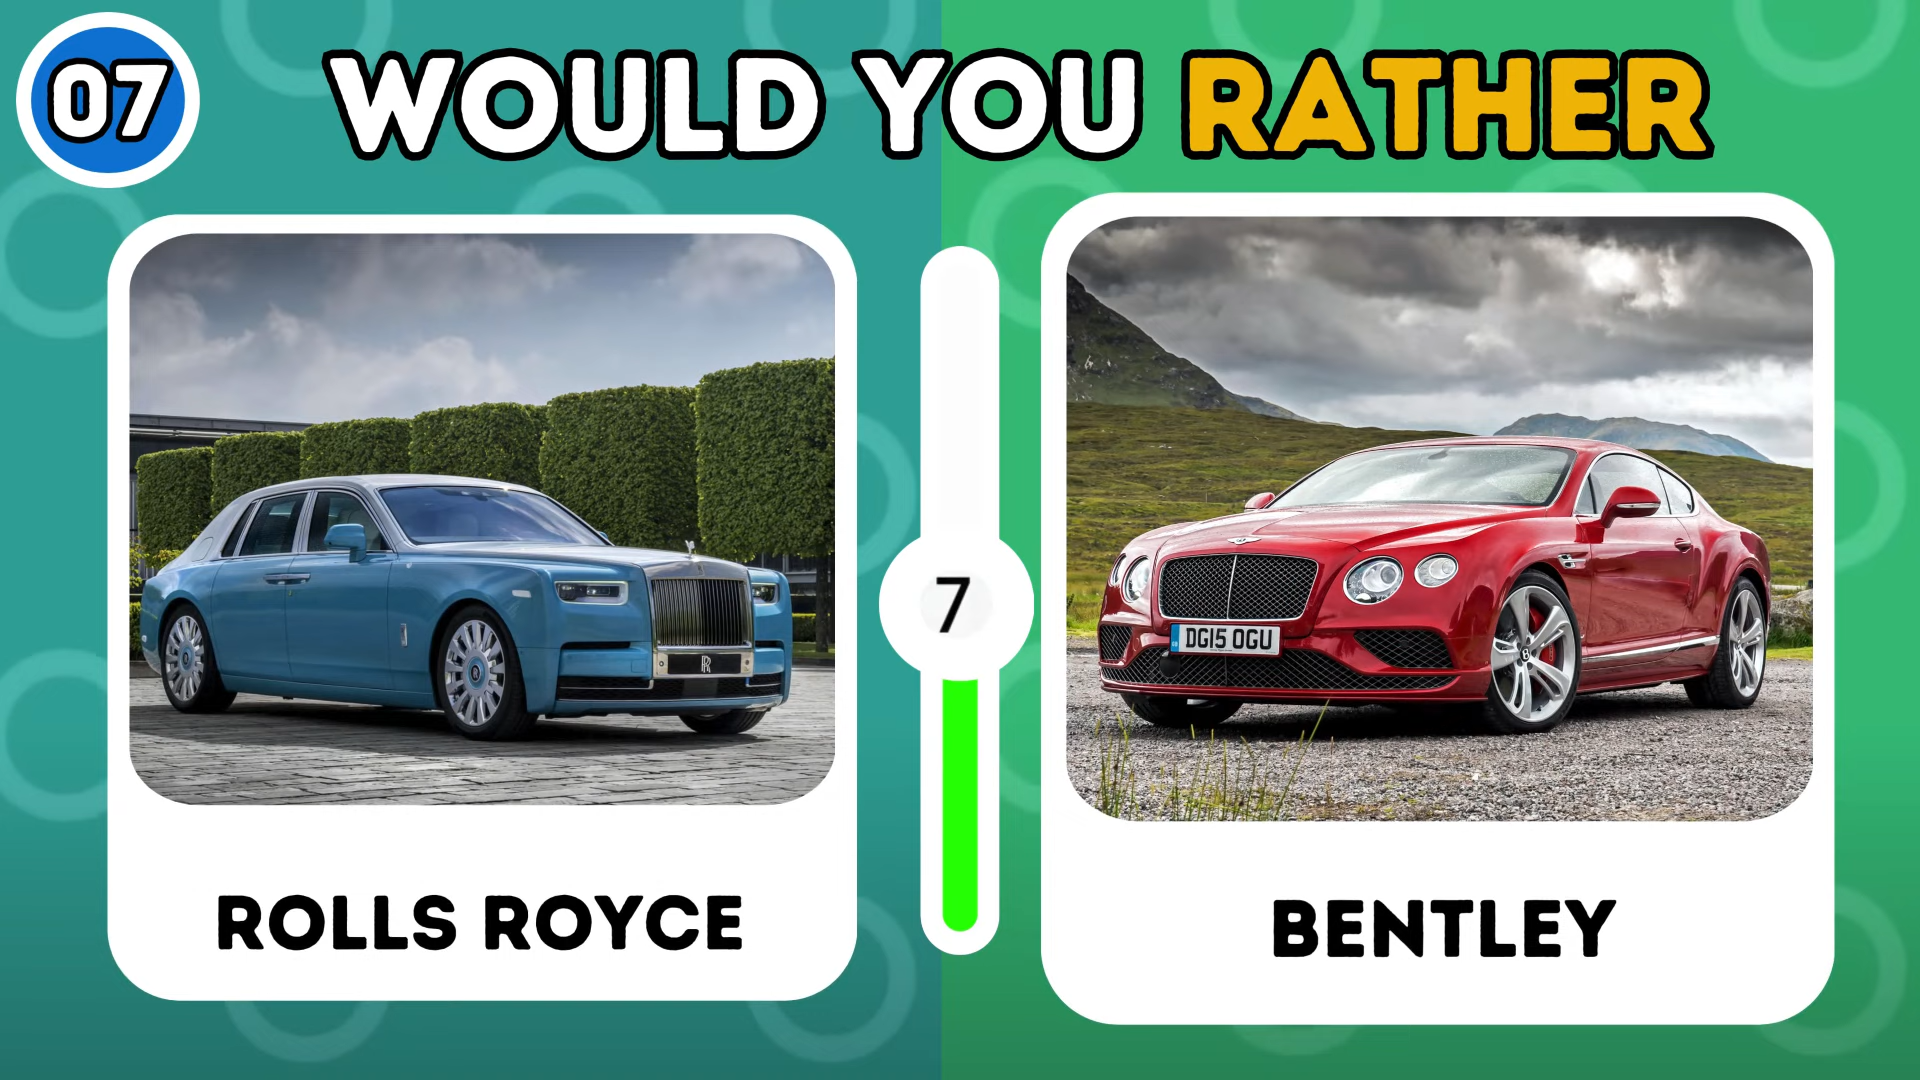 07
WOULD YOU RATHER
7
DG15 OGU
ROLLS ROYCE
BENTLEY